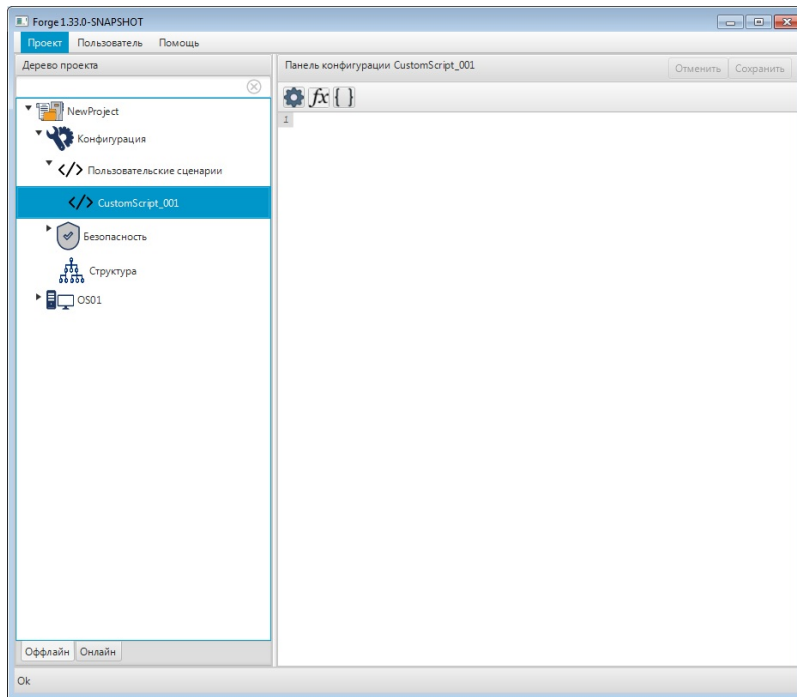 Forge 1.33.0-SNAPSHOT
Проект Пользователь Помощь
Дерево проекта
Панель конфигурации CustomScript_001
Отменить Сохранить
fx { }
NewProject
1
Конфигурация
</> Пользовательские сценарии
</> CustomScript_001
Безопасность
Структура
OS01
Оффлайн Онлайн
Ok